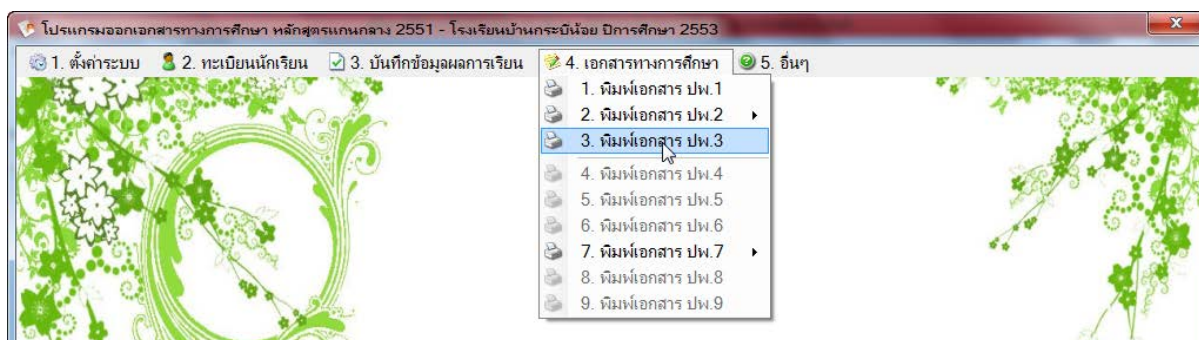 โปรแกรมออกเอกสารทางการศึกษา หลักสูตรแกนกลาง 2551 - โรงเรียนบ้านกระบี่น้อย ปีการศึกษา 2553
1. ตั้งค่าระบบ 2. ทะเบียนนักเรียน 3. บันทึกข้อมูลผลการเรียน 4. เอกสารทางการศึกษา 5. อื่นๆ
1. พิมพ์เอกสาร ปพ.1
2. พิมพ์เอกสาร ปพ.2
3. พิมพ์เอกสาร ปพ.3
4. พิมพ์เอกสาร ปพ.4
5. พิมพ์เอกสาร ปพ.5
6. พิมพ์เอกสาร ปพ.6
7. พิมพ์เอกสาร ปพ.7
8. พิมพ์เอกสาร ปพ.8
9. พิมพ์เอกสาร ปพ.9